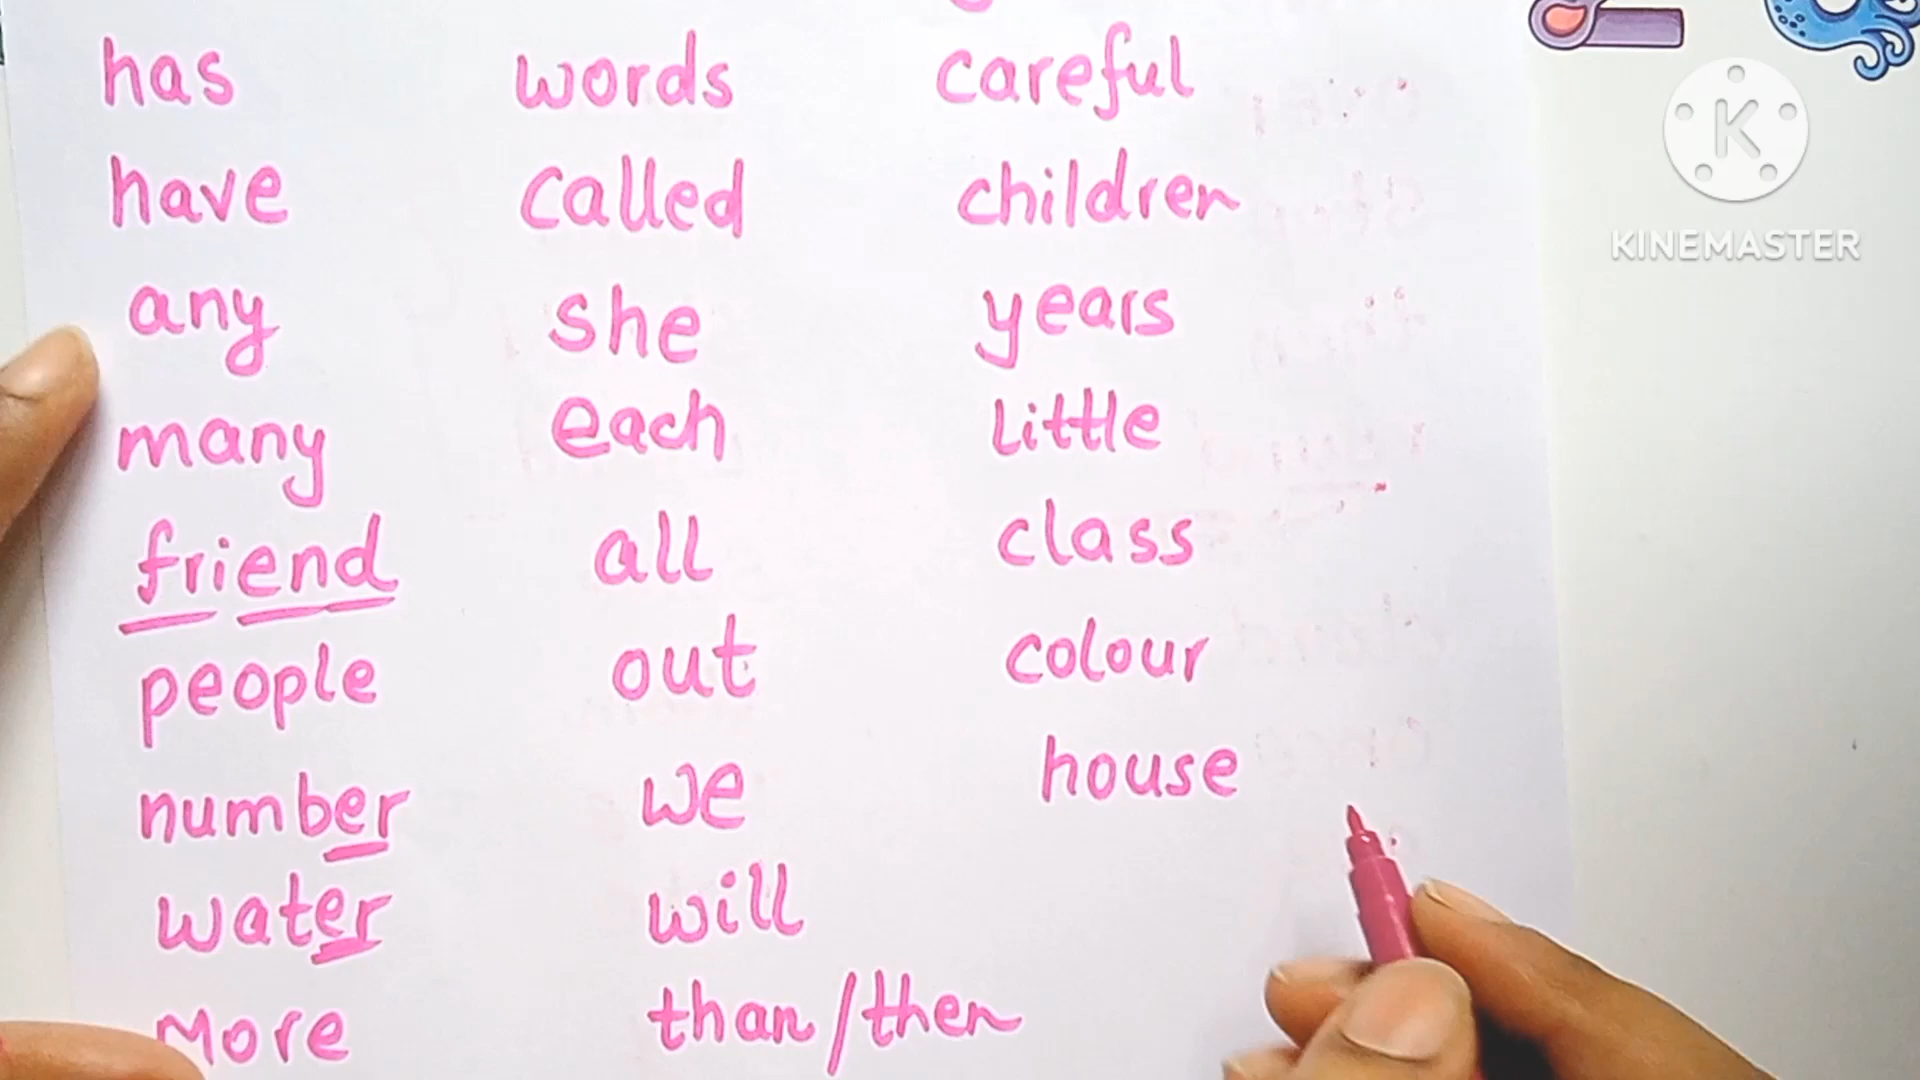 has words careful
have called children
any she years
many each little
friend all class
people out colour
number we house
water will
more than/then
K
KINEMASTER